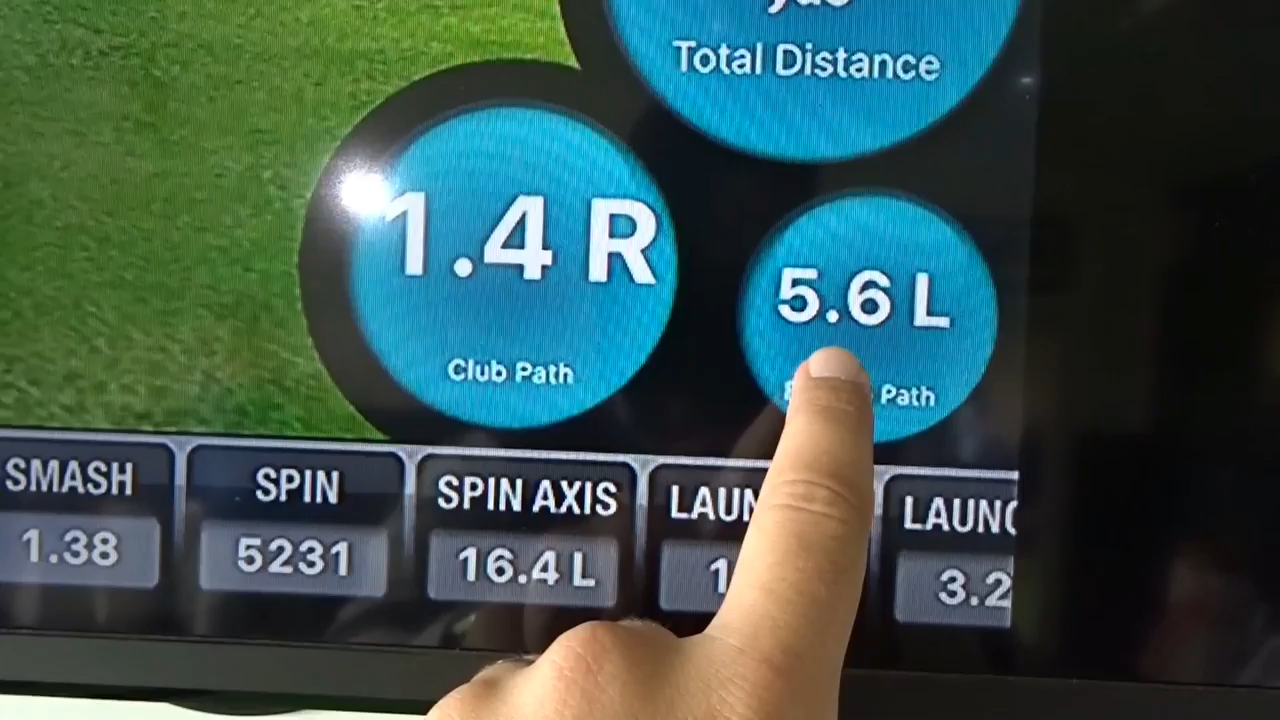 Total Distance
1.4 R
Club Path
5.6 L
Path
SMASH
1.38
SPIN
5231
SPIN AXIS
16.4 L
LAUN
1
LAUNC
3.2